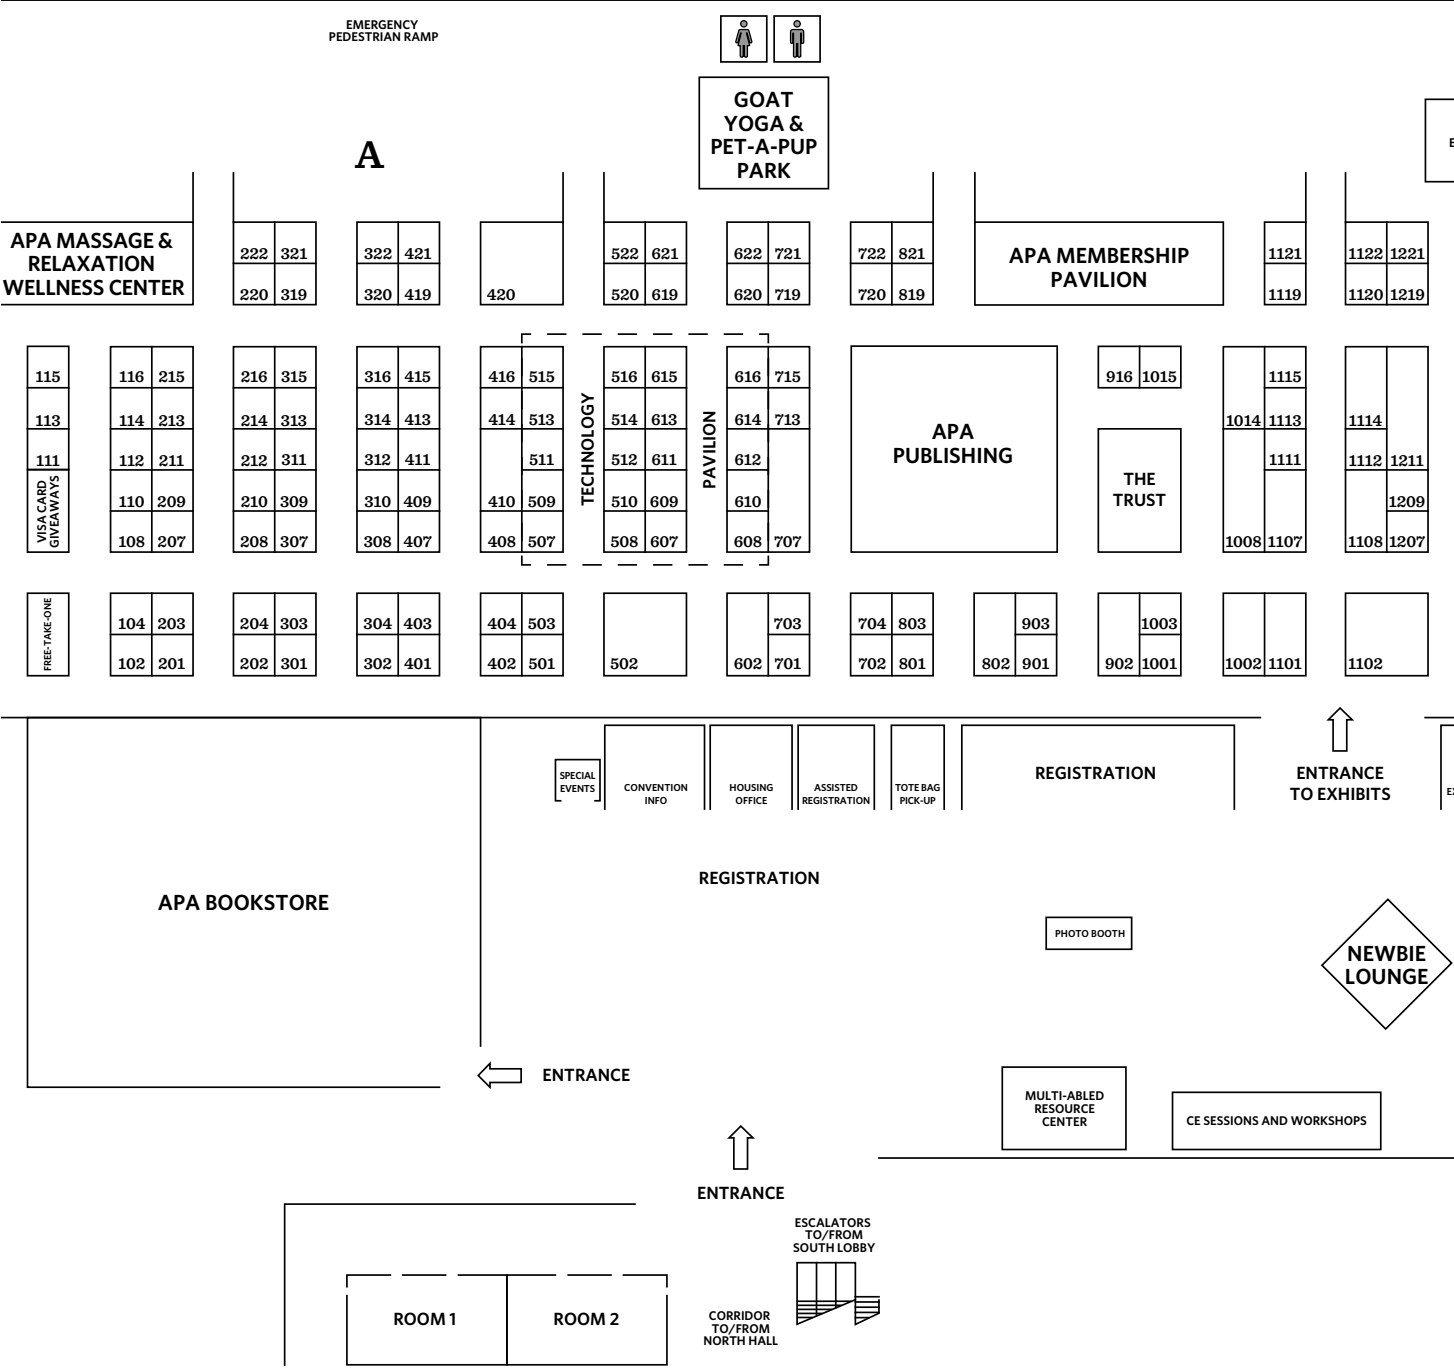 EMERGENCY
PEDESTRIAN RAMP
GOAT
YOGA &
PET-A-PUP
PARK
A
APA MASSAGE &
RELAXATION
WELLNESS CENTER
222 321 322 421 522 621 622 721 722 821
APA MEMBERSHIP
PAVILION
1121 1122 1221
220 319 320 419 420 520 619 620 719 720 819 1119 1120 1219
115 116 215 216 315 316 415 416 515 516 615 616 715 916 1015 1115
113 114 213 214 313 314 413 414 513 514 613 614 713 1014 1113 1114
111 112 211 212 311 312 411 511 512 611 612 1111 1112 1211
110 209 210 309 310 409 410 509 510 609 610 1209
108 207 208 307 308 407 408 507 508 607 608 707 1008 1107 1108 1207
VISA CARD
GIVEAWAYS
TECHNOLOGY
PAVILION
APA
PUBLISHING
THE
TRUST
FREE-TAKE-ONE
104 203 204 303 304 403 404 503 703 704 803 903 1003
102 201 202 301 302 401 402 501 502 602 701 702 801 802 901 902 1001 1002 1101 1102
SPECIAL
EVENTS
CONVENTION
INFO
HOUSING
OFFICE
ASSISTED
REGISTRATION
TOTE BAG
PICK-UP
REGISTRATION
ENTRANCE
TO EXHIBITS
REGISTRATION
APA BOOKSTORE
PHOTO BOOTH
NEWBIE
LOUNGE
ENTRANCE
MULTI-ABLED
RESOURCE
CENTER
CE SESSIONS AND WORKSHOPS
ENTRANCE
ESCALATORS
TO/FROM
SOUTH LOBBY
ROOM 1
ROOM 2
CORRIDOR
TO/FROM
NORTH HALL